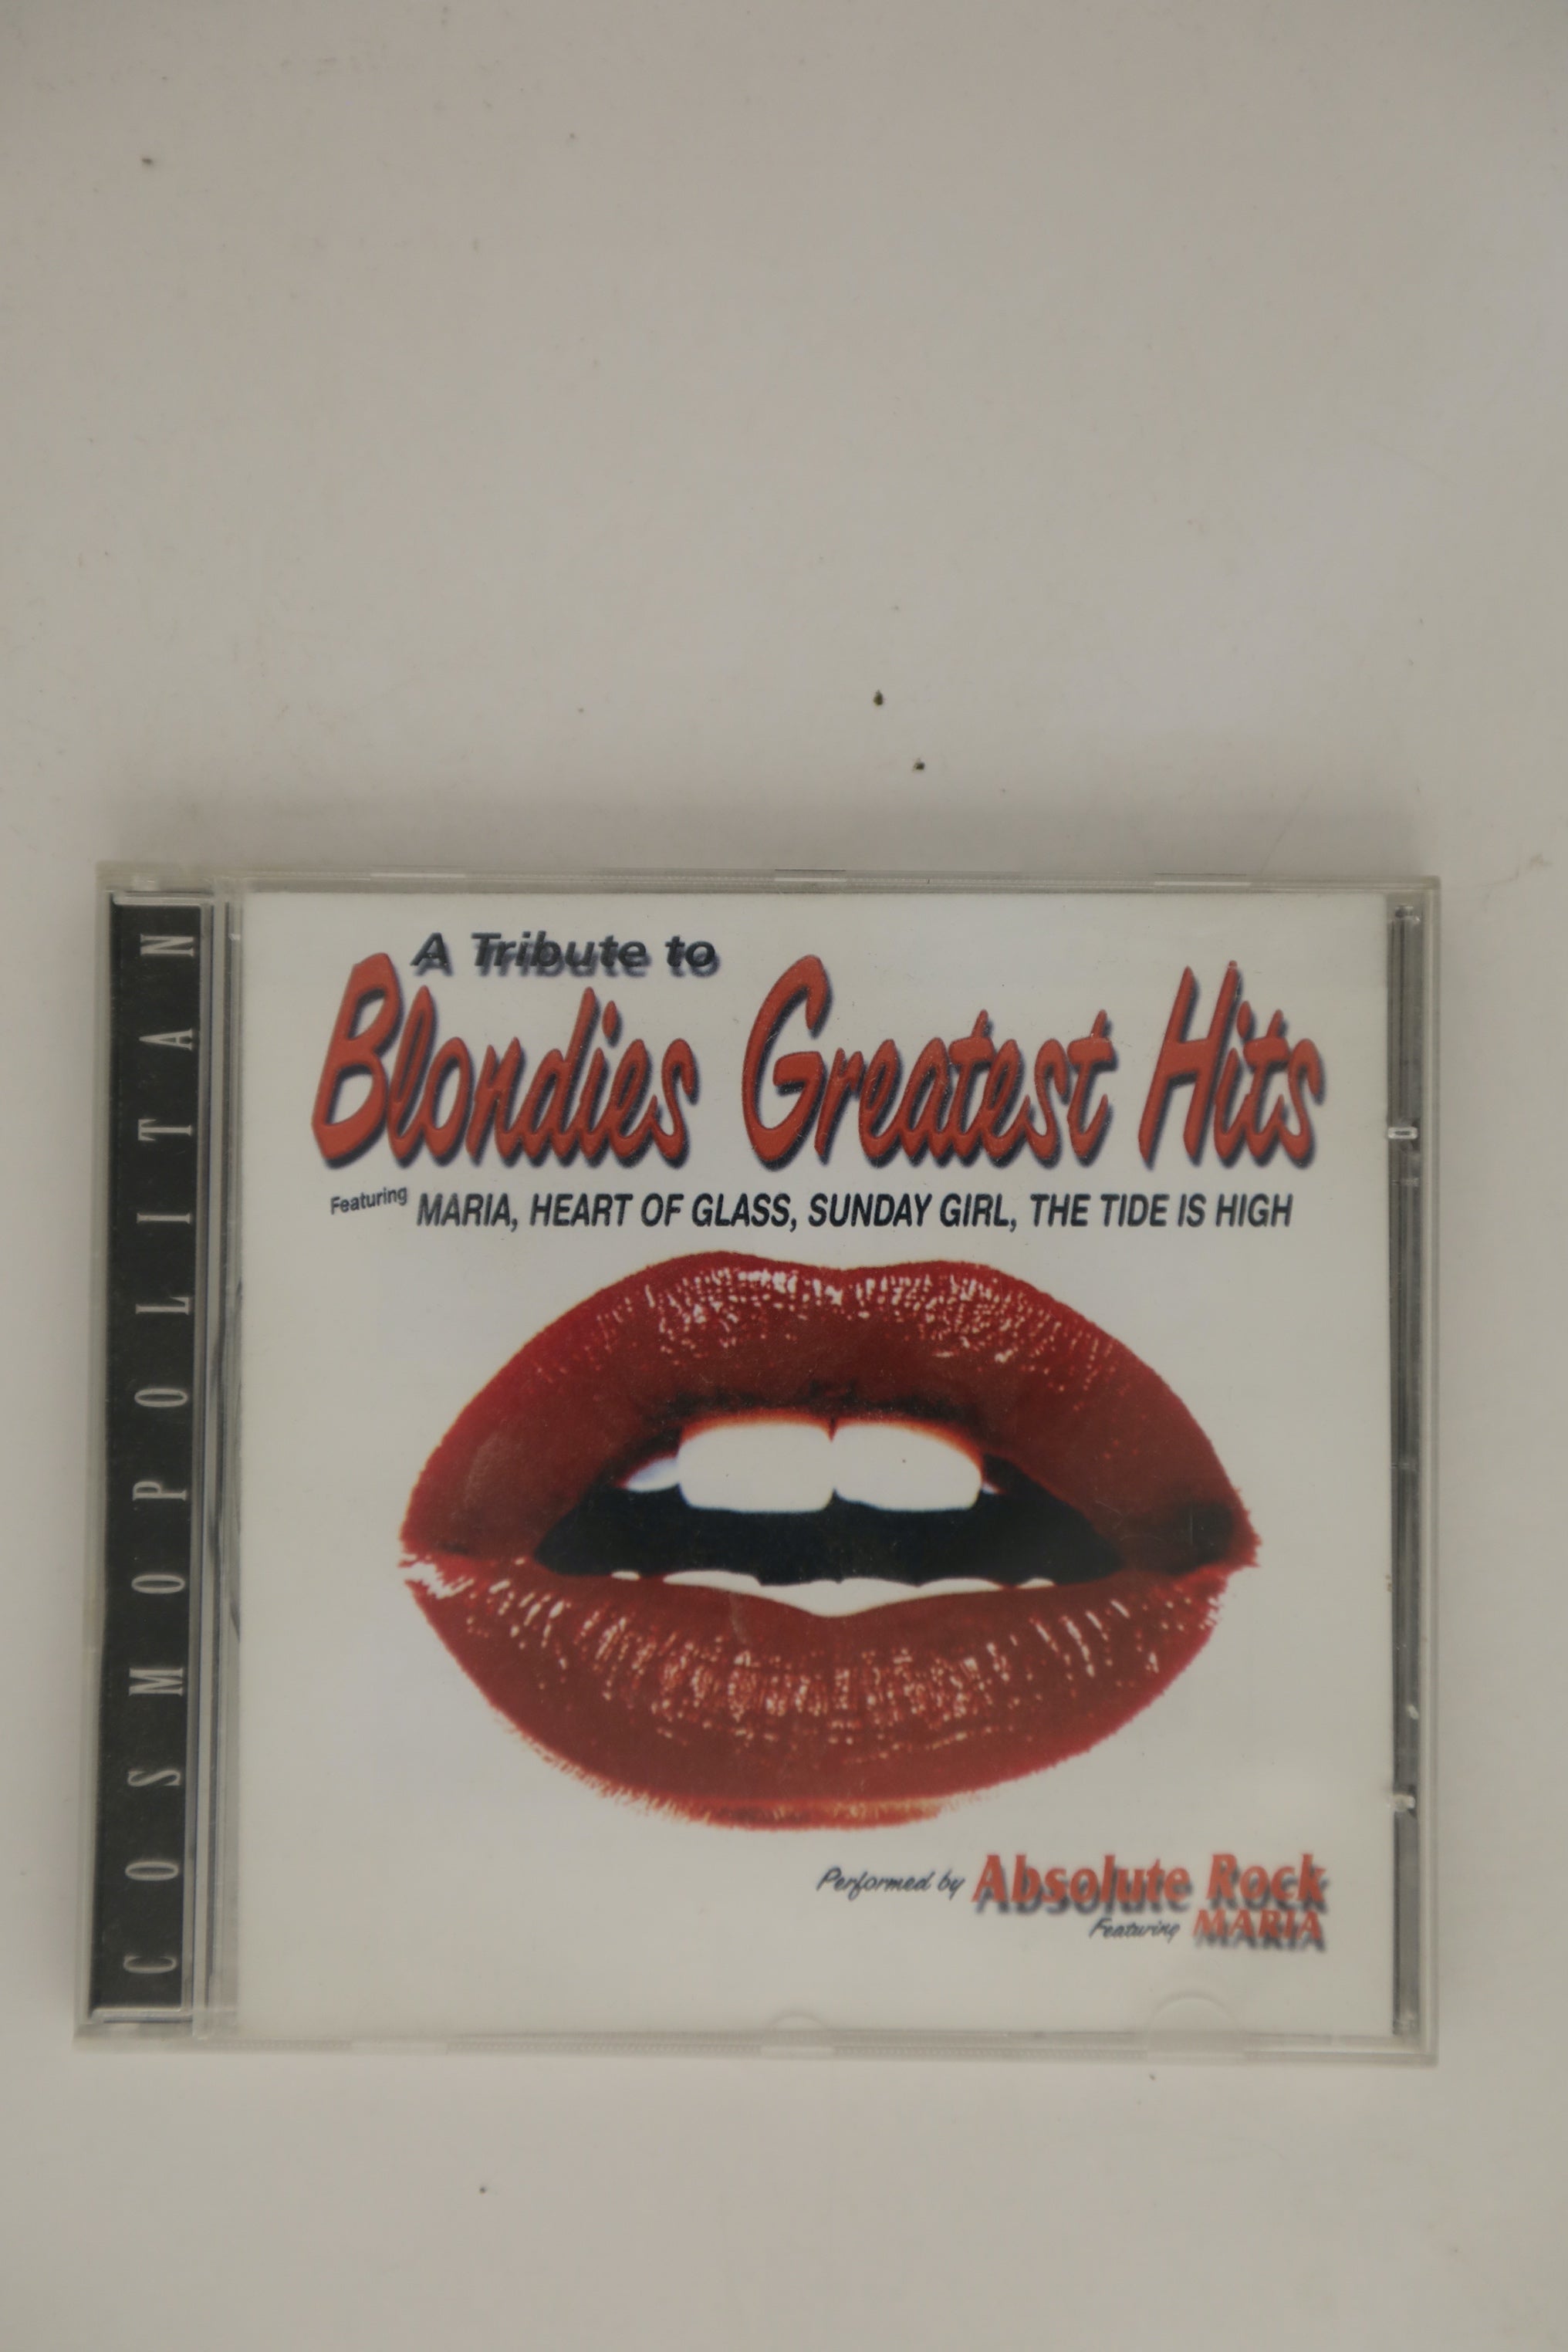 COSMOPOLITAN
A Tribute to
Blondies Greatest Hits
Featuring MARIA, HEART OF GLASS, SUNDAY GIRL, THE TIDE IS HIGH
Performed by Absolute Rock
Featuring MARIA